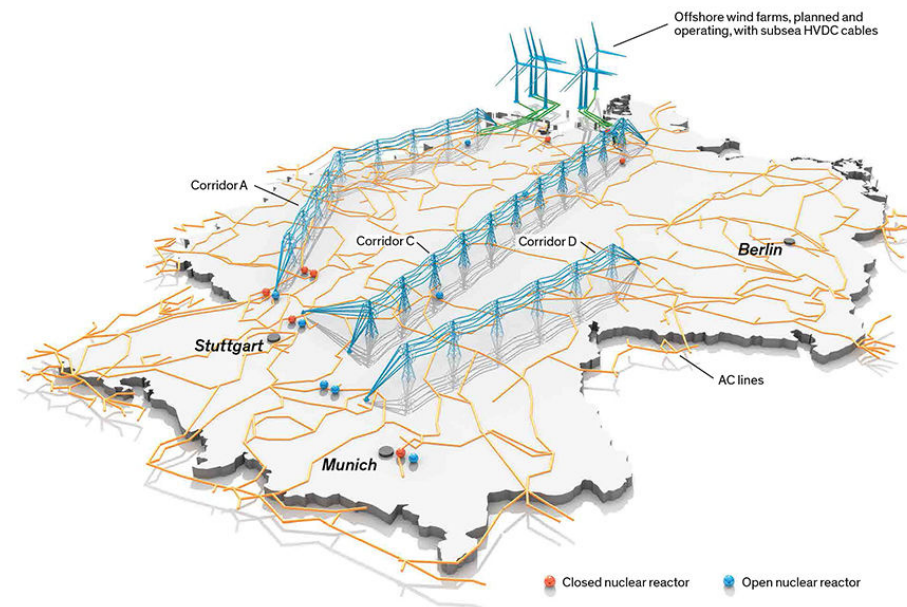 Offshore wind farms, planned and
operating, with subsea HVDC cables
Corridor A
Corridor C
Corridor D
Berlin
Stuttgart
AC lines
Munich
Closed nuclear reactor
Open nuclear reactor